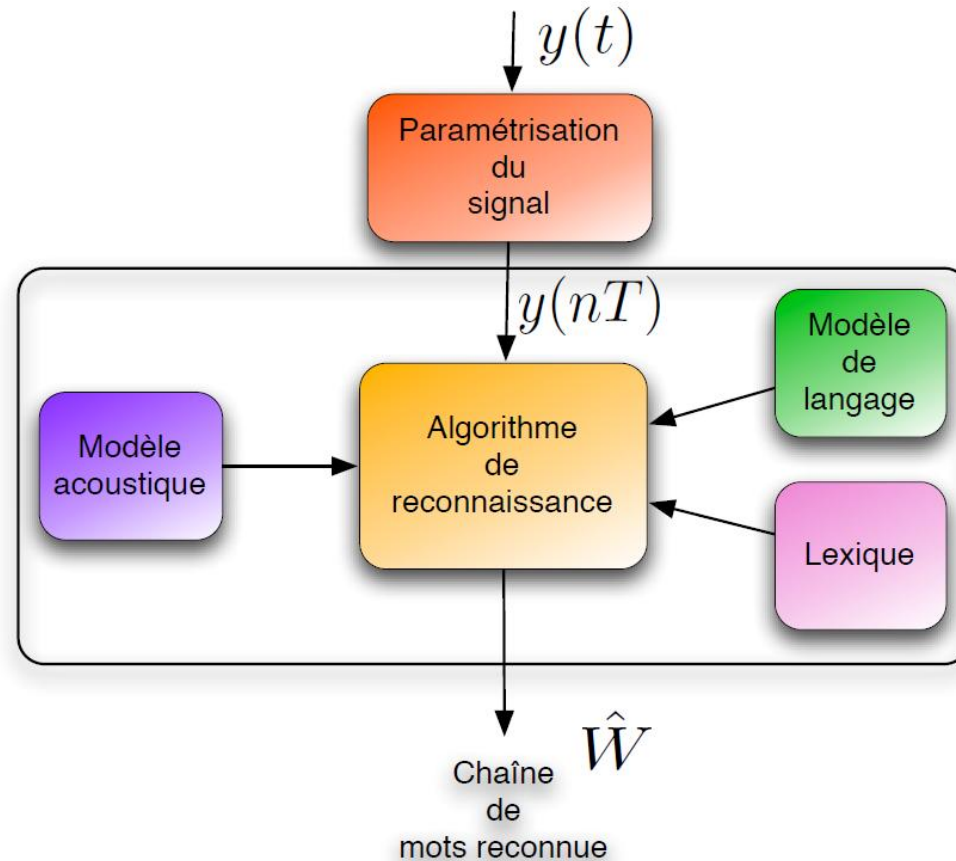 y(t)
Paramétrisation
du
signal
y(nT)
Modèle
de
langage
Modèle
acoustique
Algorithme
de
reconnaissance
Lexique
Ŵ
Chaîne
de
mots reconnue